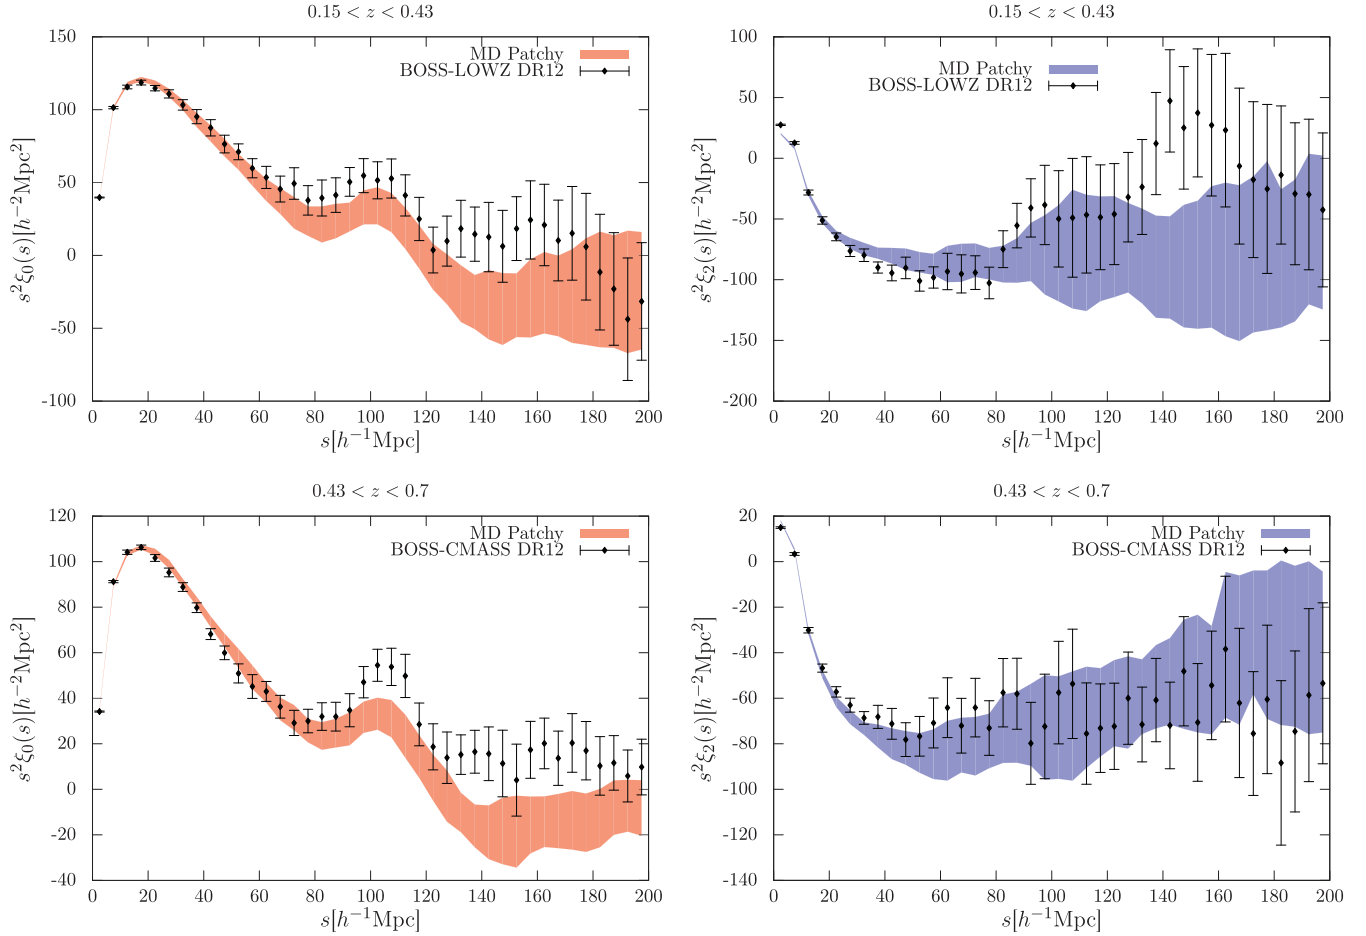 0.15 < z < 0.43
MD Patchy
BOSS-LOWZ DR12
s²ξ₀(s)[h⁻²Mpc²]
150
100
50
0
-50
-100
0 20 40 60 80 100 120 140 160 180 200
s[h⁻¹Mpc]
0.15 < z < 0.43
MD Patchy
BOSS-LOWZ DR12
s²ξ₂(s)[h⁻²Mpc²]
100
50
0
-50
-100
-150
-200
0 20 40 60 80 100 120 140 160 180 200
s[h⁻¹Mpc]
0.43 < z < 0.7
MD Patchy
BOSS-CMASS DR12
s²ξ₀(s)[h⁻²Mpc²]
120
100
80
60
40
20
0
-20
-40
0 20 40 60 80 100 120 140 160 180 200
s[h⁻¹Mpc]
0.43 < z < 0.7
MD Patchy
BOSS-CMASS DR12
s²ξ₂(s)[h⁻²Mpc²]
20
0
-20
-40
-60
-80
-100
-120
-140
0 20 40 60 80 100 120 140 160 180 200
s[h⁻¹Mpc]